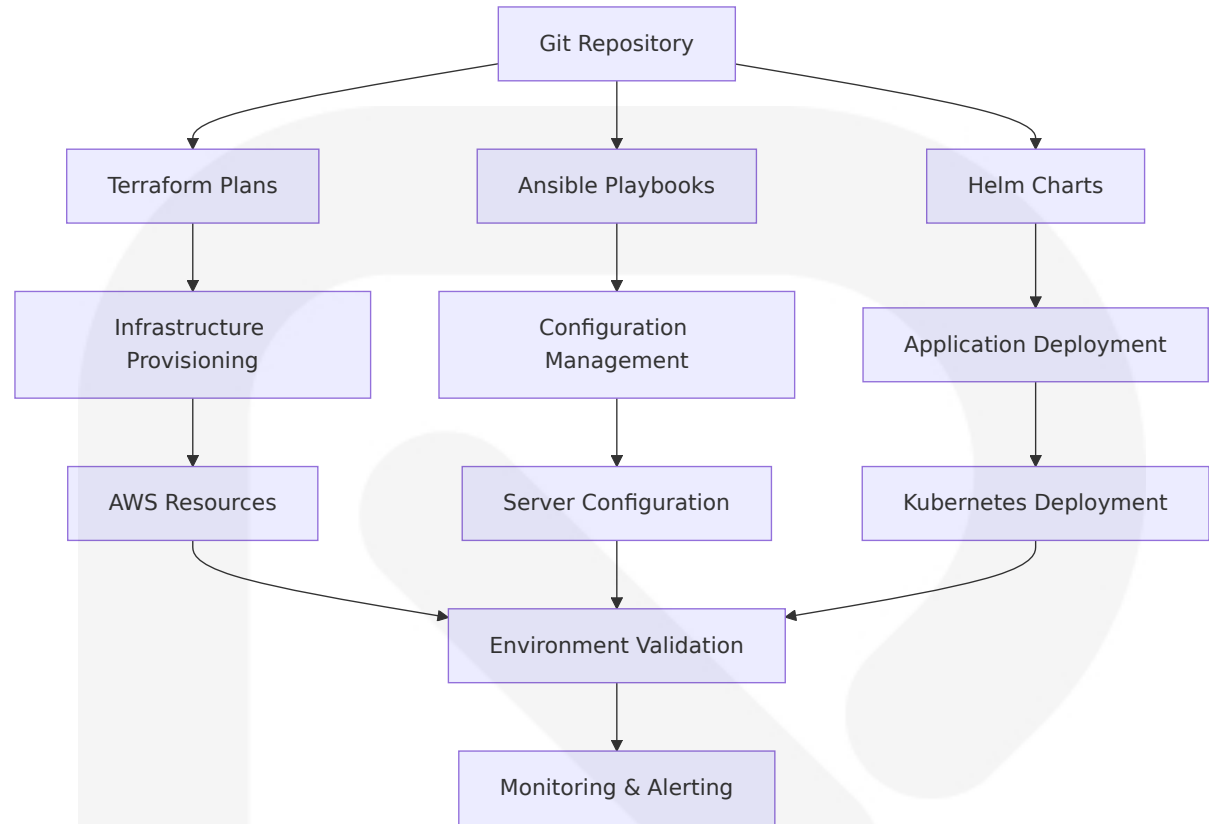 Git Repository
Terraform Plans
Ansible Playbooks
Helm Charts
Infrastructure
Provisioning
Configuration
Management
Application Deployment
AWS Resources
Server Configuration
Kubernetes Deployment
Environment Validation
Monitoring & Alerting